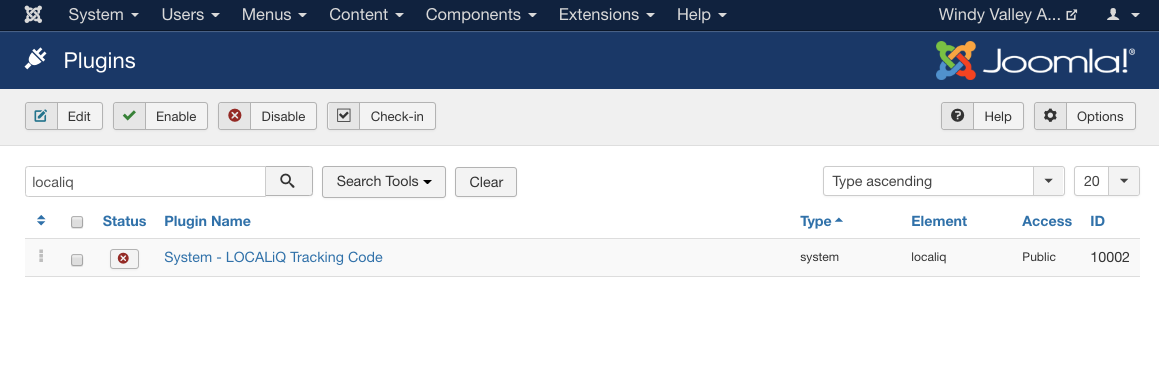 System Users Menus Content Components Extensions Help Windy Valley A...
Plugins Joomla!®
Edit Enable Disable Check-in Help Options
localiq Search Tools Clear Type ascending 20
Status Plugin Name Type Element Access ID
System - LOCALiQ Tracking Code system localiq Public 10002